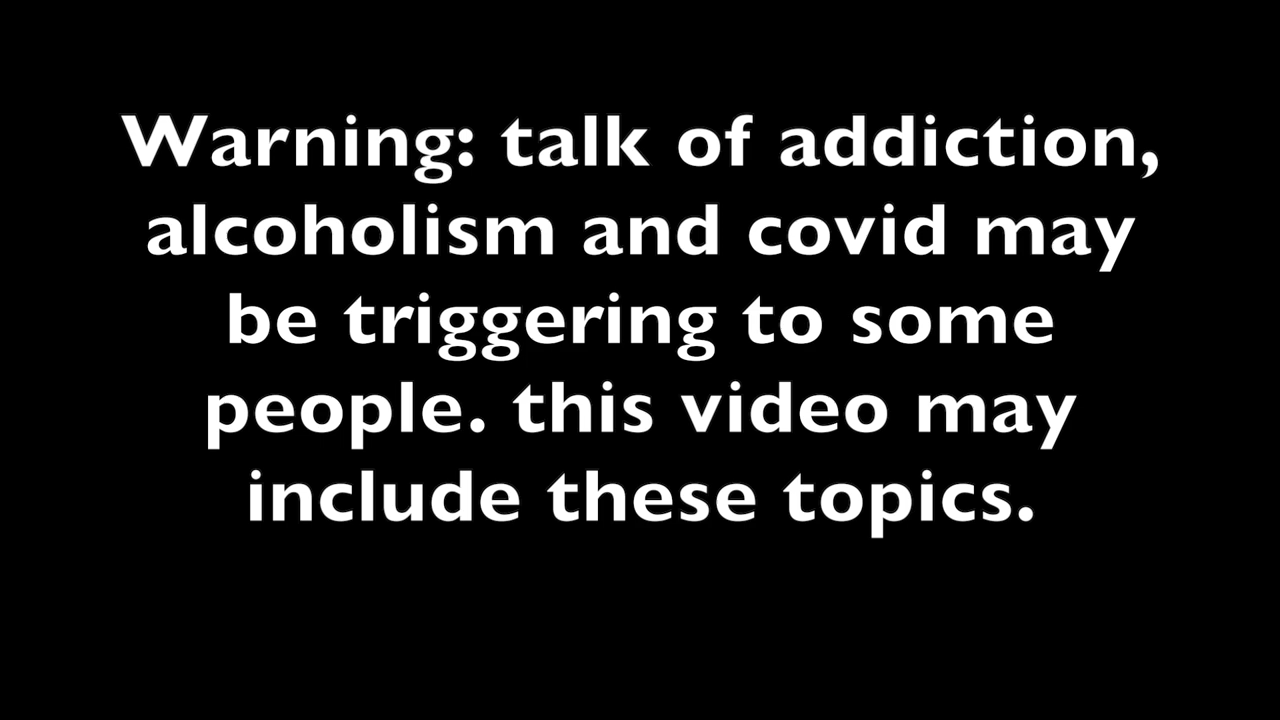 Warning: talk of addiction,
alcoholism and covid may
be triggering to some
people. this video may
include these topics.